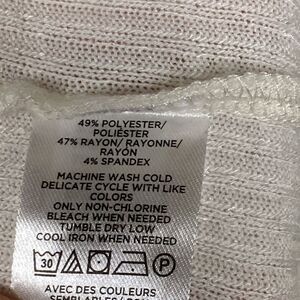 49% POLYESTER/
POLIÉSTER
47% RAYON/ RAYONNE/
RAYÓN
4% SPANDEX
MACHINE WASH COLD
DELICATE CYCLE WITH LIKE
COLORS
ONLY NON-CHLORINE
BLEACH WHEN NEEDED
TUMBLE DRY LOW
COOL IRON WHEN NEEDED
30
AVEC DES COULEURS